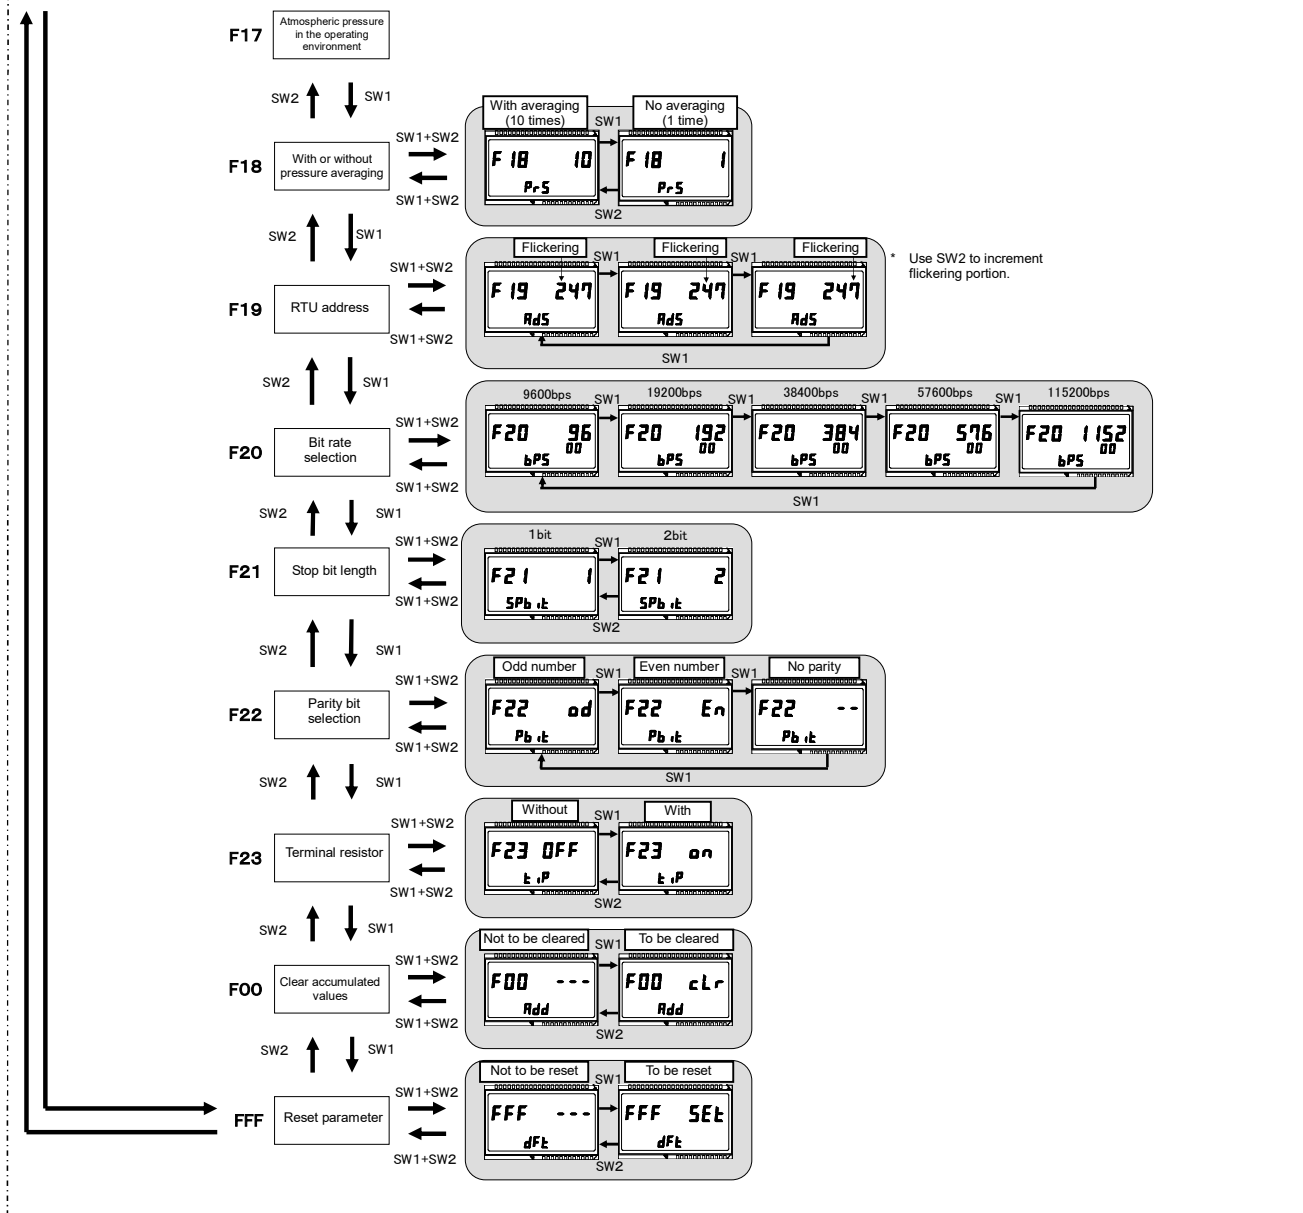 F17
Atmospheric pressure
in the operating
environment
SW2
SW1
F18
With or without
pressure averaging
SW1+SW2
SW1+SW2
With averaging
(10 times)
SW1
No averaging
(1 time)
F18 10
PrS
F18 1
PrS
SW2
SW2
SW1
F19
RTU address
SW1+SW2
SW1+SW2
Flickering
SW1
Flickering
SW1
Flickering
F19 247
AdS
F19 247
AdS
F19 247
AdS
SW1
* Use SW2 to increment
flickering portion.
SW2
SW1
F20
Bit rate
selection
SW1+SW2
SW1+SW2
9600bps
SW1
19200bps
SW1
38400bps
SW1
57600bps
SW1
115200bps
F20 96
00
bPS
F20 192
00
bPS
F20 384
00
bPS
F20 576
00
bPS
F20 1152
00
bPS
SW1
SW2
SW1
F21
Stop bit length
SW1+SW2
SW1+SW2
1bit
SW1
2bit
F21 1
SPbit
F21 2
SPbit
SW2
SW2
SW1
F22
Parity bit
selection
SW1+SW2
SW1+SW2
Odd number
SW1
Even number
SW1
No parity
F22 od
Pbit
F22 En
Pbit
F22 --
Pbit
SW1
SW2
SW1
F23
Terminal resistor
SW1+SW2
SW1+SW2
Without
SW1
With
F23 OFF
tiP
F23 on
tiP
SW2
SW2
SW1
F00
Clear accumulated
values
SW1+SW2
SW1+SW2
Not to be cleared
SW1
To be cleared
F00 ---
Add
F00 cLr
Add
SW2
SW2
SW1
FFF
Reset parameter
SW1+SW2
SW1+SW2
Not to be reset
SW1
To be reset
FFF ---
dFt
FFF SEt
dFt
SW2